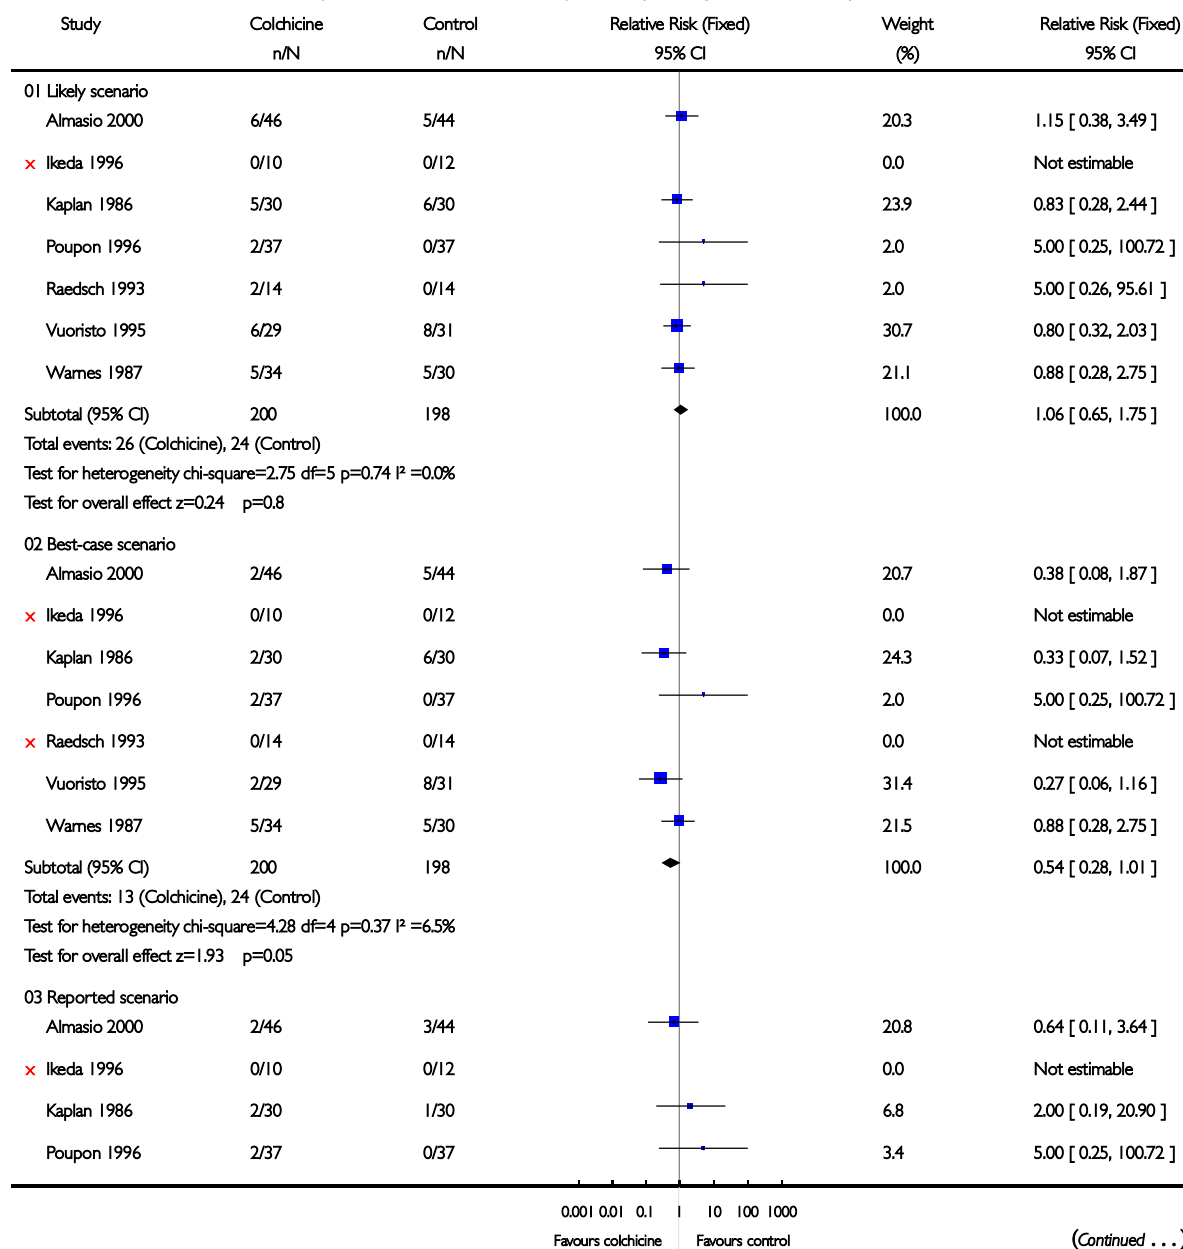 Study Colchicine Control Relative Risk (Fixed) Weight Relative Risk (Fixed)
n/N n/N 95% CI (%) 95% CI
01 Likely scenario
Almasio 2000 6/46 5/44 20.3 1.15 [ 0.38, 3.49 ]
x Ikeda 1996 0/10 0/12 0.0 Not estimable
Kaplan 1986 5/30 6/30 23.9 0.83 [ 0.28, 2.44 ]
Poupon 1996 2/37 0/37 2.0 5.00 [ 0.25, 100.72 ]
Raedsch 1993 2/14 0/14 2.0 5.00 [ 0.26, 95.61 ]
Vuoristo 1995 6/29 8/31 30.7 0.80 [ 0.32, 2.03 ]
Warnes 1987 5/34 5/30 21.1 0.88 [ 0.28, 2.75 ]
Subtotal (95% CI) 200 198 100.0 1.06 [ 0.65, 1.75 ]
Total events: 26 (Colchicine), 24 (Control)
Test for heterogeneity chi-square=2.75 df=5 p=0.74 I² =0.0%
Test for overall effect z=0.24 p=0.8
02 Best-case scenario
Almasio 2000 2/46 5/44 20.7 0.38 [ 0.08, 1.87 ]
x Ikeda 1996 0/10 0/12 0.0 Not estimable
Kaplan 1986 2/30 6/30 24.3 0.33 [ 0.07, 1.52 ]
Poupon 1996 2/37 0/37 2.0 5.00 [ 0.25, 100.72 ]
x Raedsch 1993 0/14 0/14 0.0 Not estimable
Vuoristo 1995 2/29 8/31 31.4 0.27 [ 0.06, 1.16 ]
Warnes 1987 5/34 5/30 21.5 0.88 [ 0.28, 2.75 ]
Subtotal (95% CI) 200 198 100.0 0.54 [ 0.28, 1.01 ]
Total events: 13 (Colchicine), 24 (Control)
Test for heterogeneity chi-square=4.28 df=4 p=0.37 I² =6.5%
Test for overall effect z=1.93 p=0.05
03 Reported scenario
Almasio 2000 2/46 3/44 20.8 0.64 [ 0.11, 3.64 ]
x Ikeda 1996 0/10 0/12 0.0 Not estimable
Kaplan 1986 2/30 1/30 6.8 2.00 [ 0.19, 20.90 ]
Poupon 1996 2/37 0/37 3.4 5.00 [ 0.25, 100.72 ]
0.001 0.01 0.1 1 10 100 1000
Favours colchicine Favours control (Continued . . . )